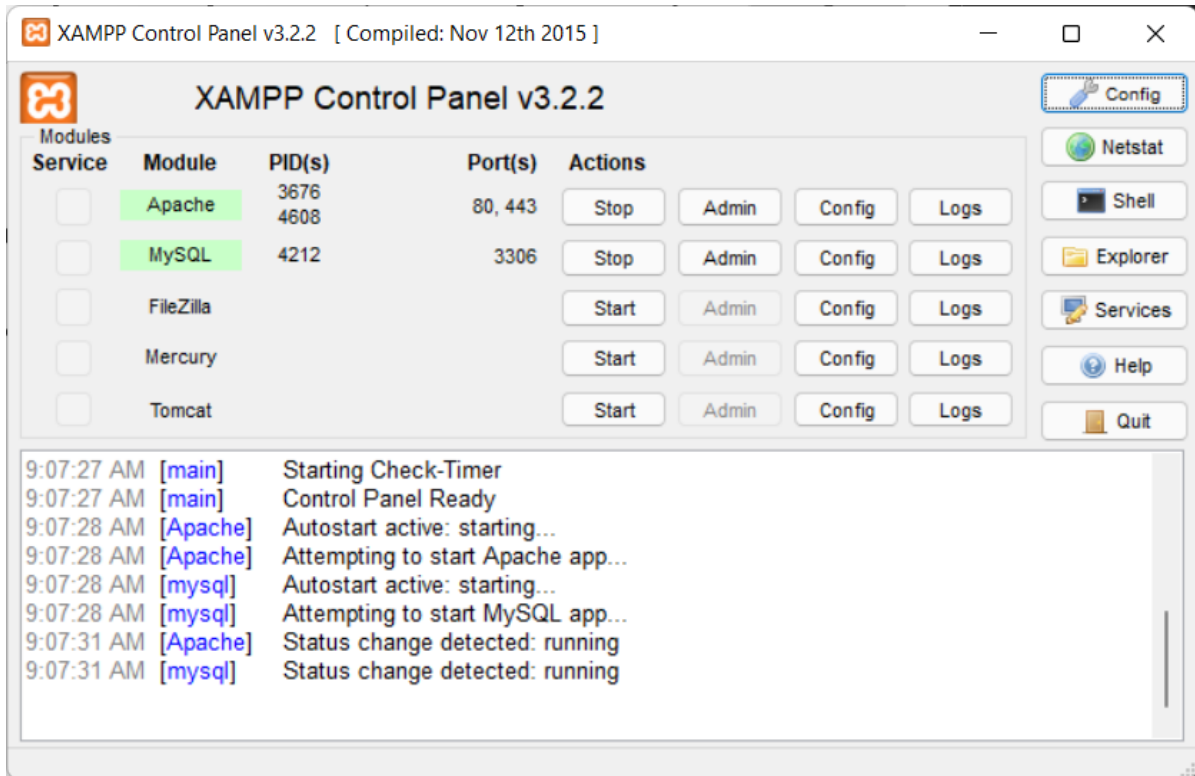 XAMPP Control Panel v3.2.2 [ Compiled: Nov 12th 2015 ]
XAMPP Control Panel v3.2.2
Config
Modules
Netstat
Service Module PID(s) Port(s) Actions
Apache 3676 4608 80, 443 Stop Admin Config Logs
Shell
MySQL 4212 3306 Stop Admin Config Logs
Explorer
FileZilla Start Admin Config Logs
Services
Mercury Start Admin Config Logs
Help
Tomcat Start Admin Config Logs
Quit
9:07:27 AM [main] Starting Check-Timer
9:07:27 AM [main] Control Panel Ready
9:07:28 AM [Apache] Autostart active: starting...
9:07:28 AM [Apache] Attempting to start Apache app...
9:07:28 AM [mysql] Autostart active: starting...
9:07:28 AM [mysql] Attempting to start MySQL app...
9:07:31 AM [Apache] Status change detected: running
9:07:31 AM [mysql] Status change detected: running